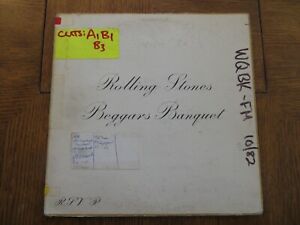 CUTS: A1 B1
B3
Rolling Stones
Beggars Banquet
R.S.V.P.
WQBK-FM 10/82